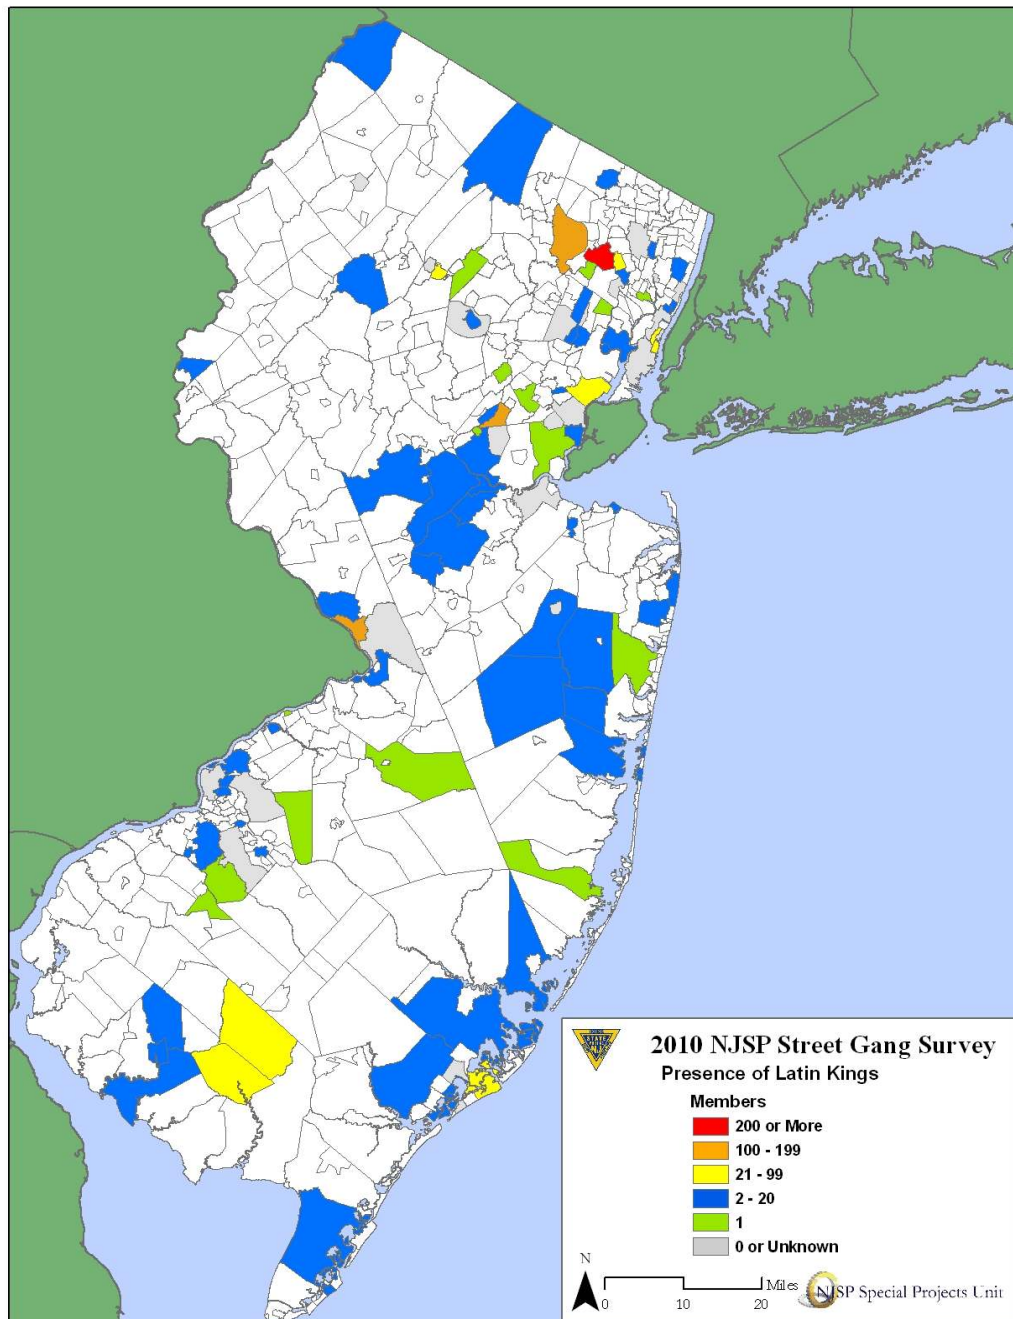 2010 NJSP Street Gang Survey
Presence of Latin Kings
Members
200 or More
100 - 199
21 - 99
2 - 20
1
0 or Unknown
N
Miles
0 10 20
NJSP Special Projects Unit